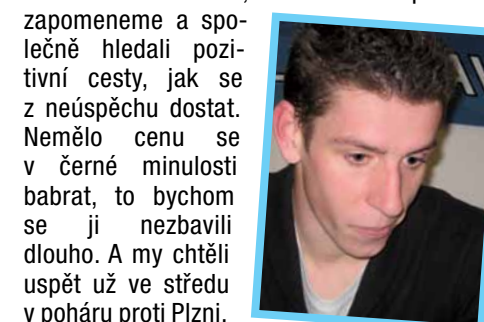 zapomeneme a spo-
lečně hledali pozi-
tivní cesty, jak se
z neúspěchu dostat.
Nemělo cenu se
v černé minulosti
babrat, to bychom
se ji nezbavili
dlouho. A my chtěli
uspět už ve středu
v poháru proti Plzni.